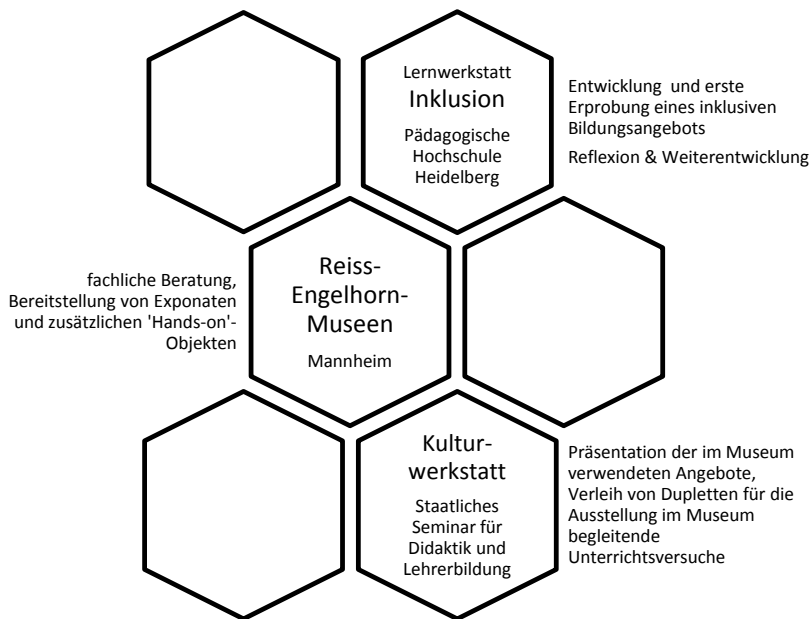 Lernwerkstatt
Inklusion
Pädagogische
Hochschule
Heidelberg
Entwicklung und erste
Erprobung eines inklusiven
Bildungsangebots
Reflexion & Weiterentwicklung
fachliche Beratung,
Bereitstellung von Exponaten
und zusätzlichen 'Hands-on'-
Objekten
Reiss-
Engelhorn-
Museen
Mannheim
Kultur-
werkstatt
Staatliches
Seminar für
Didaktik und
Lehrerbildung
Präsentation der im Museum
verwendeten Angebote,
Verleih von Dupletten für die
Ausstellung im Museum
begleitende
Unterrichtsversuche